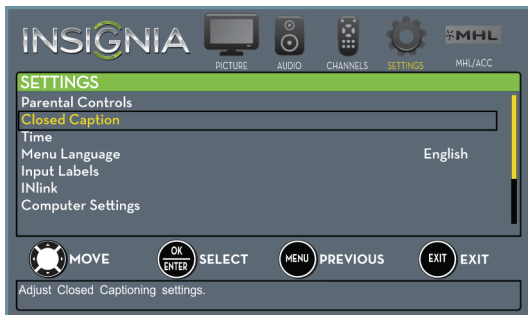 INSIGNIA
PICTURE AUDIO CHANNELS SETTINGS MHL MHL/ACC
SETTINGS
Parental Controls
Closed Caption
Time
Menu Language English
Input Labels
INlink
Computer Settings
MOVE OK ENTER SELECT MENU PREVIOUS EXIT EXIT
Adjust Closed Captioning settings.